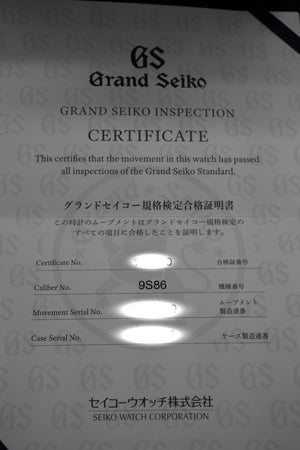 GS
Grand Seiko
GRAND SEIKO INSPECTION
CERTIFICATE
This certifies that the movement in this watch has passed
all inspections of the Grand Seiko Standard.
グランドセイコー規格検定合格証明書
この時計のムーブメントはグランドセイコー規格検定の
すべての項目に合格したことを証明します。
Certificate No. 合格証番号
Caliber No. 9S86 機種番号
Movement Serial No. ムーブメント
製造連番
Case Serial No. ケース製造連番
セイコーウオッチ株式会社
SEIKO WATCH CORPORATION